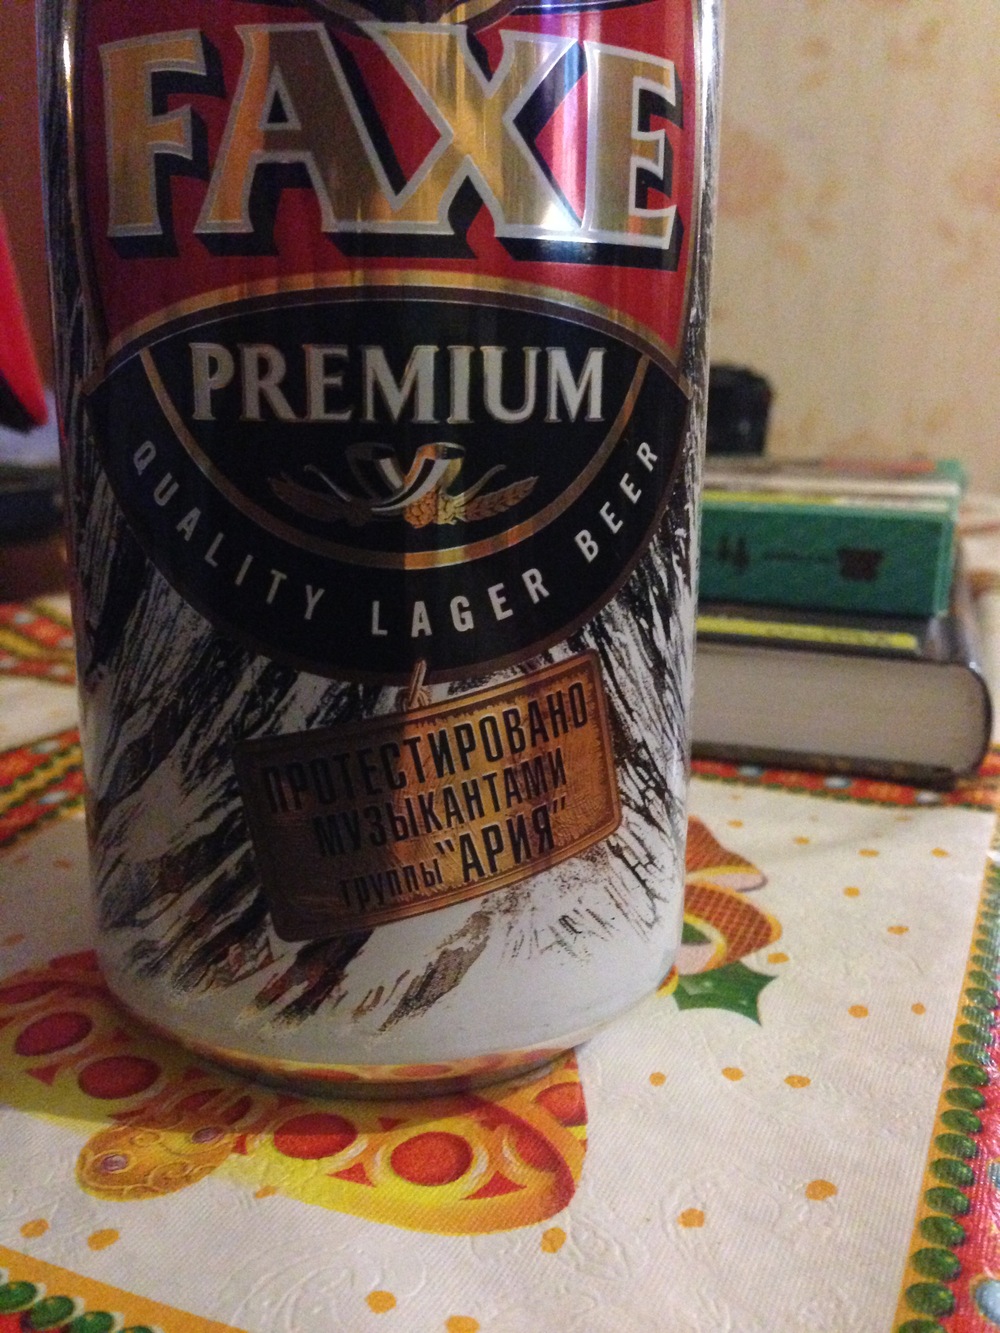 FAXE
PREMIUM
QUALITY LAGER BEER
ПРОТЕСТИРОВАНО
МУЗЫКАНТАМИ
группы "АРИЯ"